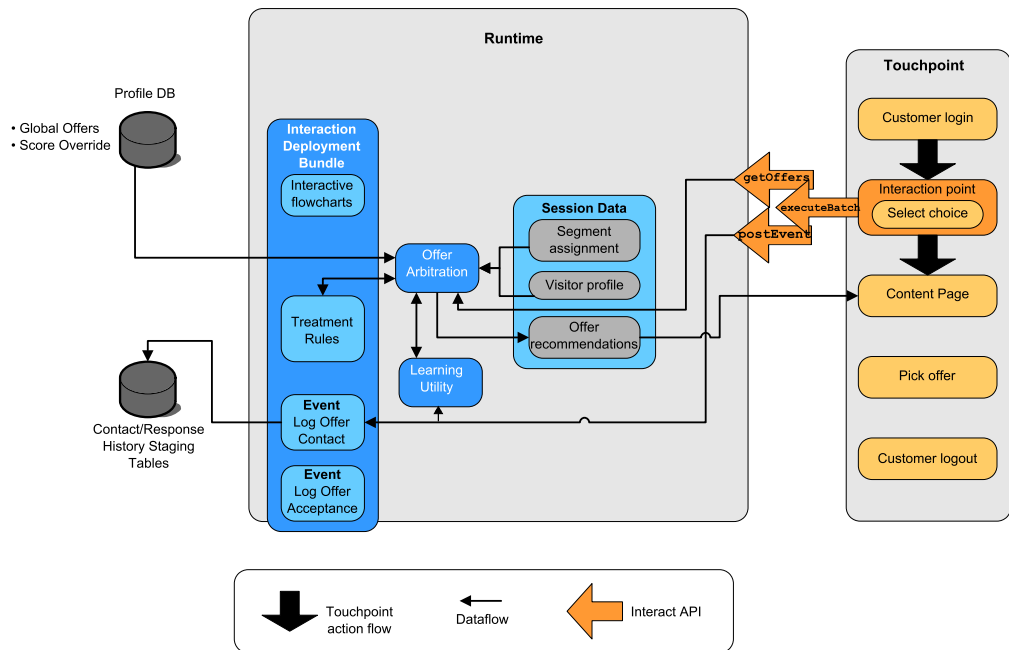 Runtime
Touchpoint
Profile DB
• Global Offers
• Score Override
Interaction
Deployment
Bundle
Interactive
flowcharts
Treatment
Rules
Event
Log Offer
Contact
Event
Log Offer
Acceptance
Contact/Response
History Staging
Tables
Offer
Arbitration
Learning
Utility
Session Data
Segment
assignment
Visitor profile
Offer
recommendations
getOffers
executeBatch
postEvent
Customer login
Interaction point
Select choice
Content Page
Pick offer
Customer logout
Touchpoint
action flow
Dataflow
Interact API